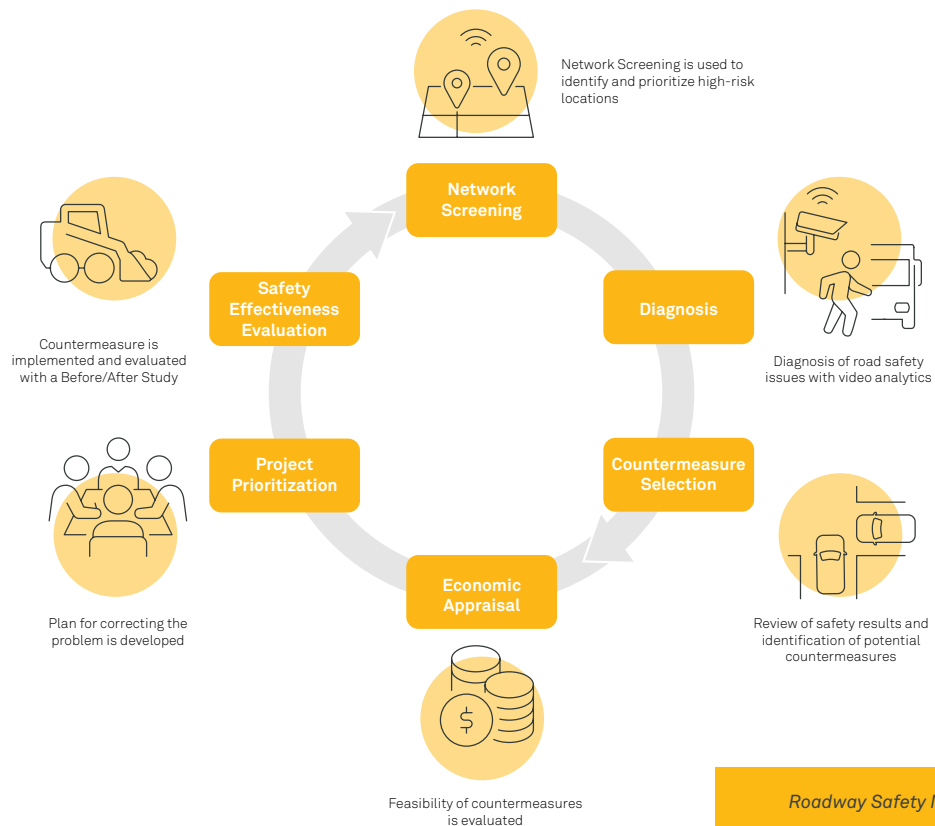 Network Screening is used to
identify and prioritize high-risk
locations
Network
Screening
Diagnosis
Diagnosis of road safety
issues with video analytics
Countermeasure
Selection
Review of safety results and
identification of potential
countermeasures
Economic
Appraisal
$
Feasibility of countermeasures
is evaluated
Project
Prioritization
Plan for correcting the
problem is developed
Safety
Effectiveness
Evaluation
Countermeasure is
implemented and evaluated
with a Before/After Study
Roadway Safety